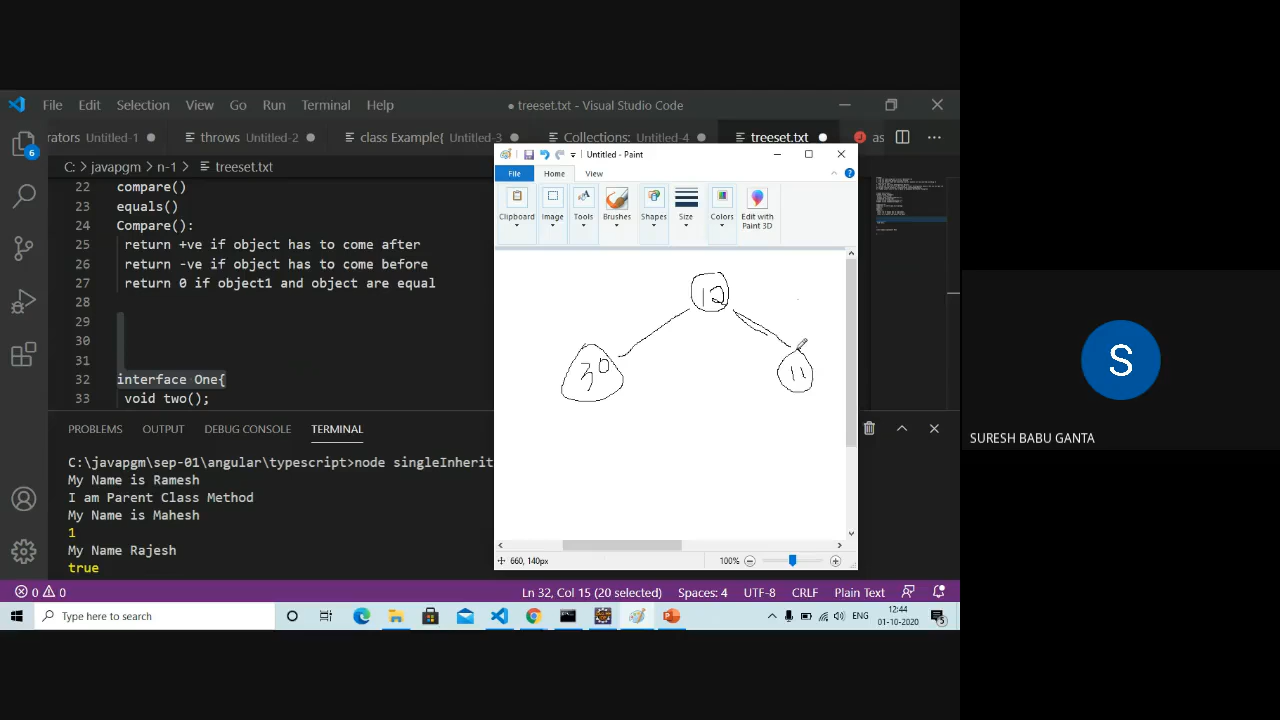 File Edit Selection View Go Run Terminal Help
● treeset.txt - Visual Studio Code
rators Untitled-1
throws Untitled-2
class Example{ Untitled-3
Collections: Untitled-4
treeset.txt
as
C: > javapgm > n-1 > treeset.txt
22 compare()
23 equals()
24 Compare():
25 return +ve if object has to come after
26 return -ve if object has to come before
27 return 0 if object1 and object are equal
28
29
30
31
32 interface One{
33 void two();
6
Untitled - Paint
File Home View
Clipboard Image Tools Brushes Shapes Size Colors Edit with
Paint 3D
12
30 11
660, 140px 100%
PROBLEMS OUTPUT DEBUG CONSOLE TERMINAL
C:\javapgm\sep-01\angular\typescript>node singleInherit
My Name is Ramesh
I am Parent Class Method
My Name is Mahesh
1
My Name Rajesh
true
0 0 Ln 32, Col 15 (20 selected) Spaces: 4 UTF-8 CRLF Plain Text
Type here to search
ENG
12:44
01-10-2020
5
S
SURESH BABU GANTA